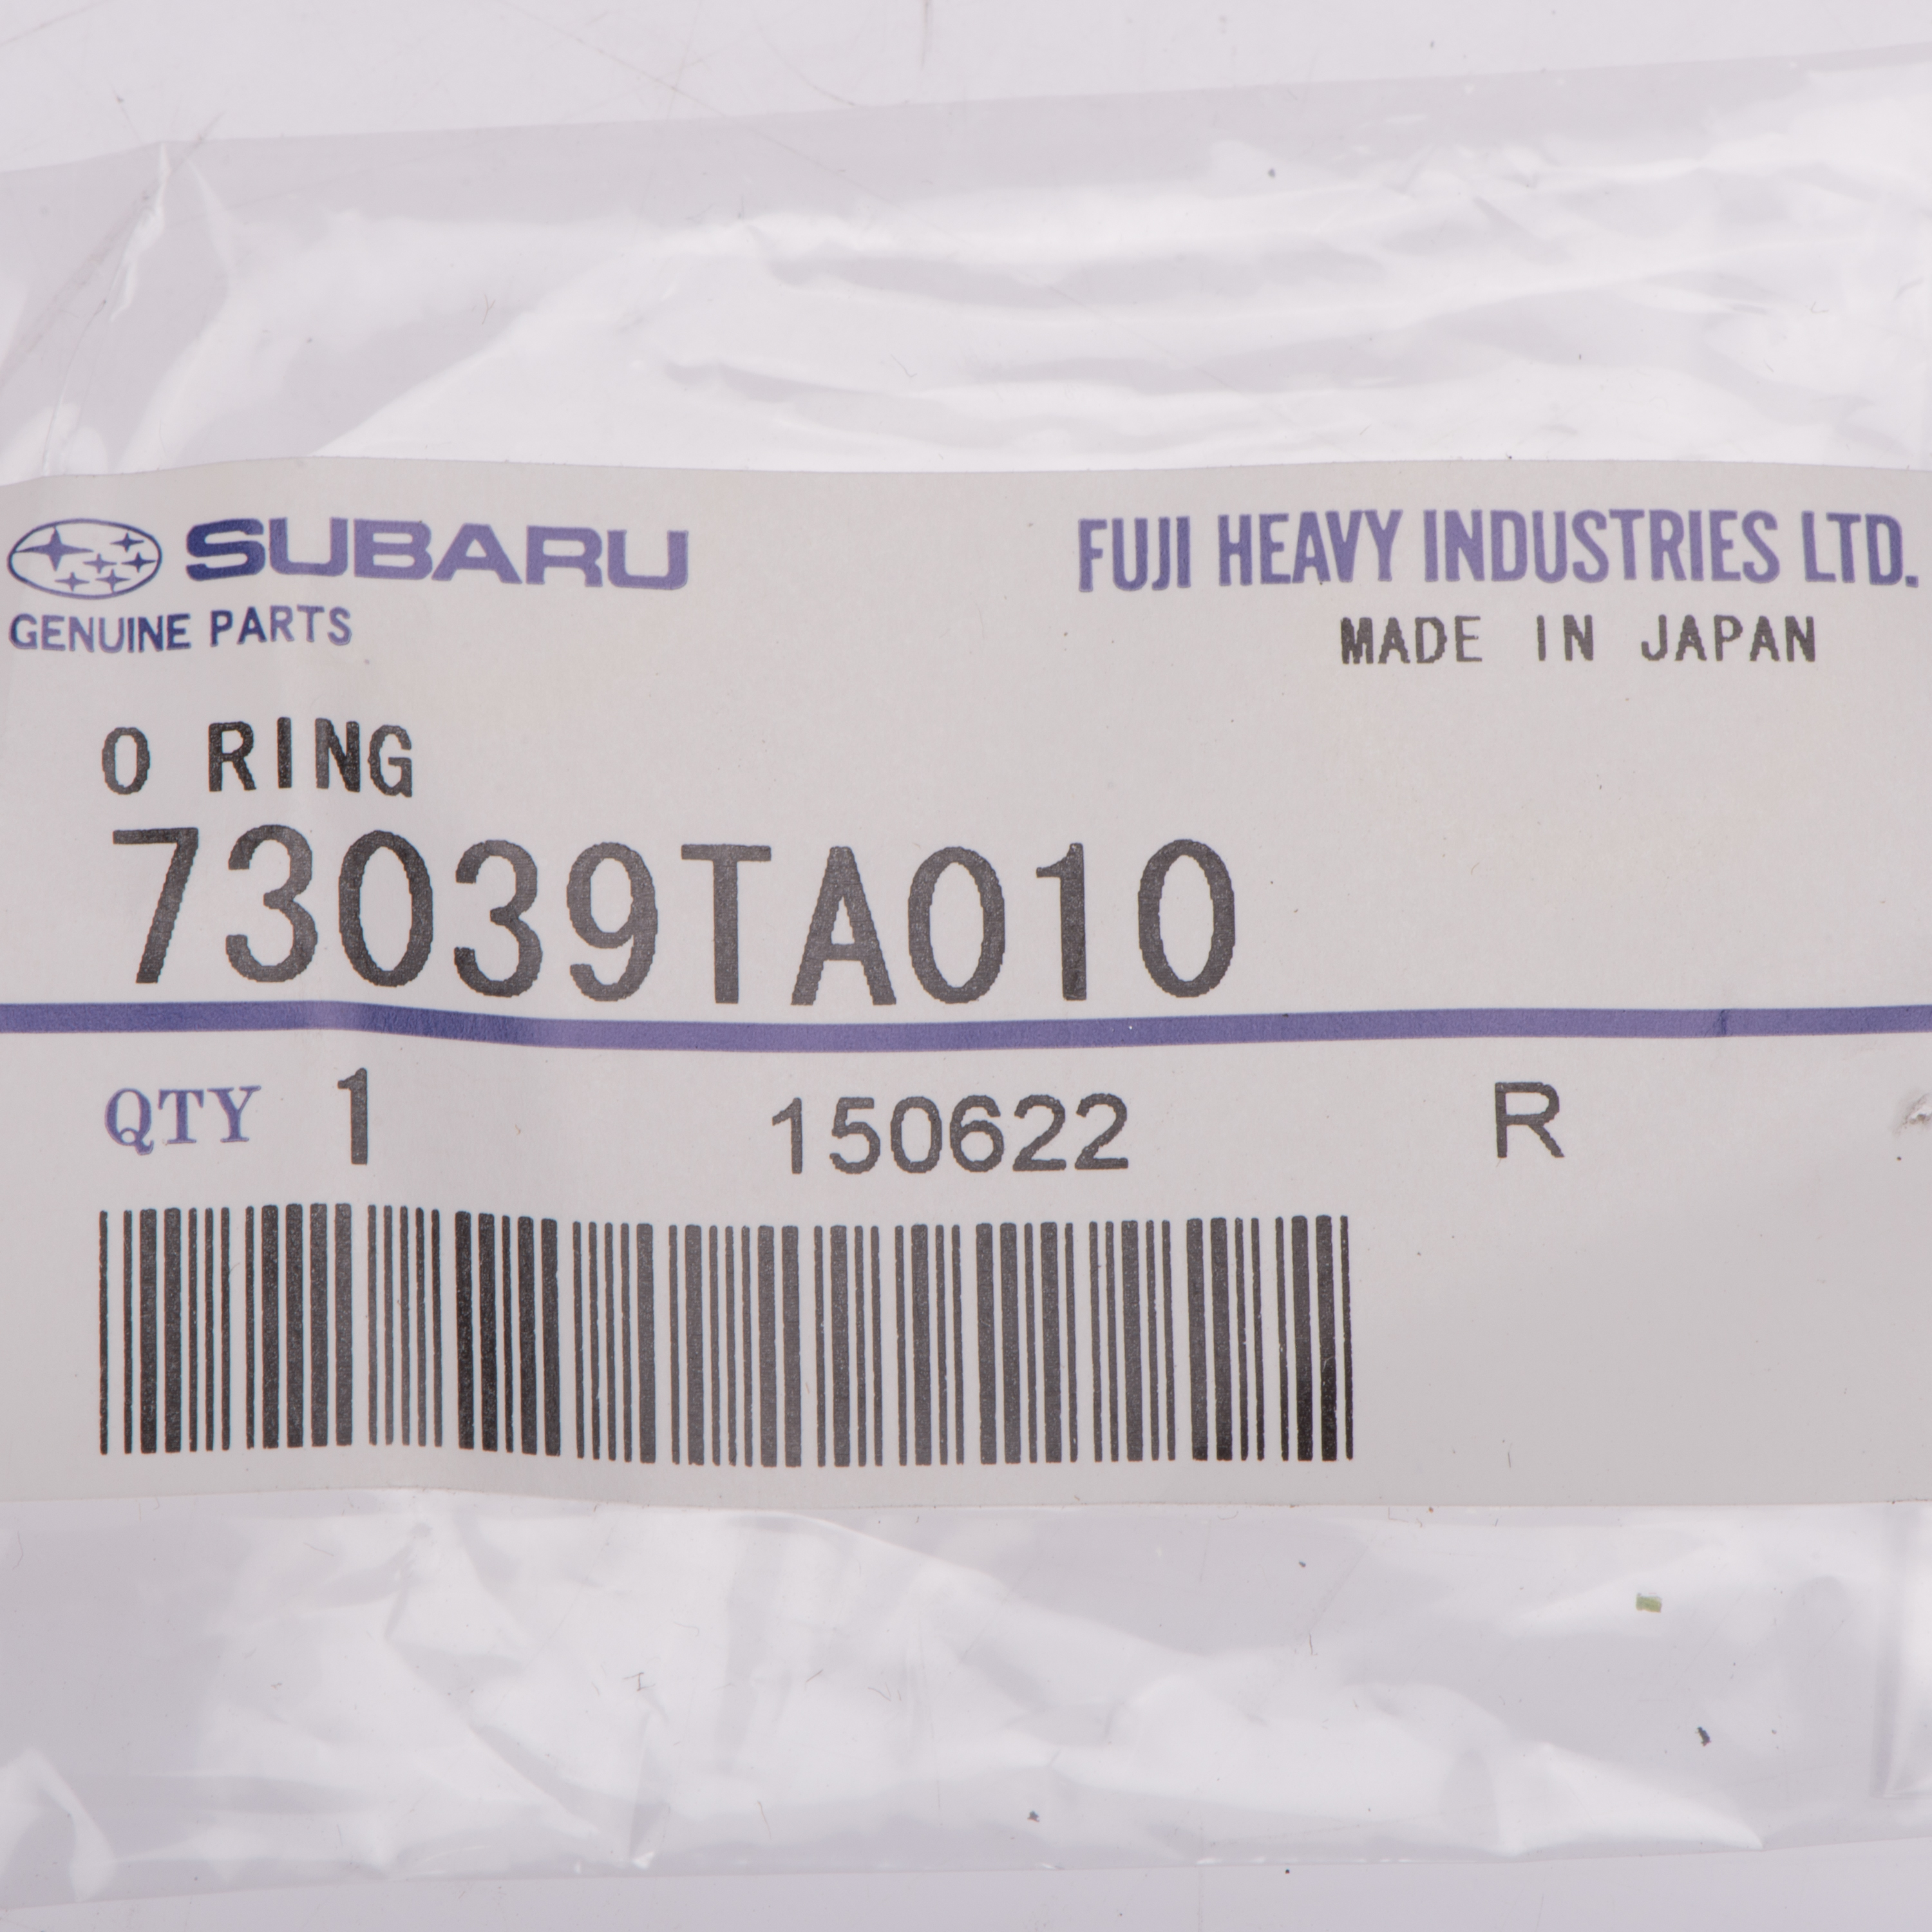 SUBARU
GENUINE PARTS
FUJI HEAVY INDUSTRIES LTD.
MADE IN JAPAN
O RING
73039TA010
QTY 1 150622 R